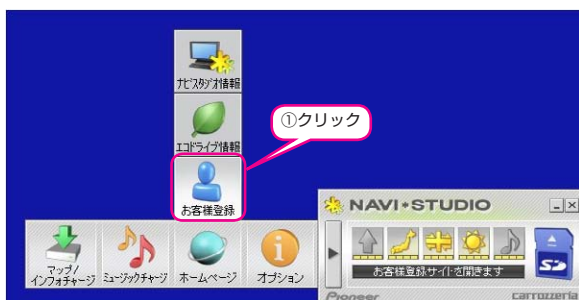 ナビスタジオ情報
エコドライブ情報
①クリック
お客様登録
NAVI*STUDIO
マップ/
インフォチャージ
ミュージックチャージ
ホームページ
オプション
お客様登録サイトを開きます
SD
Pioneer
carrozzeria